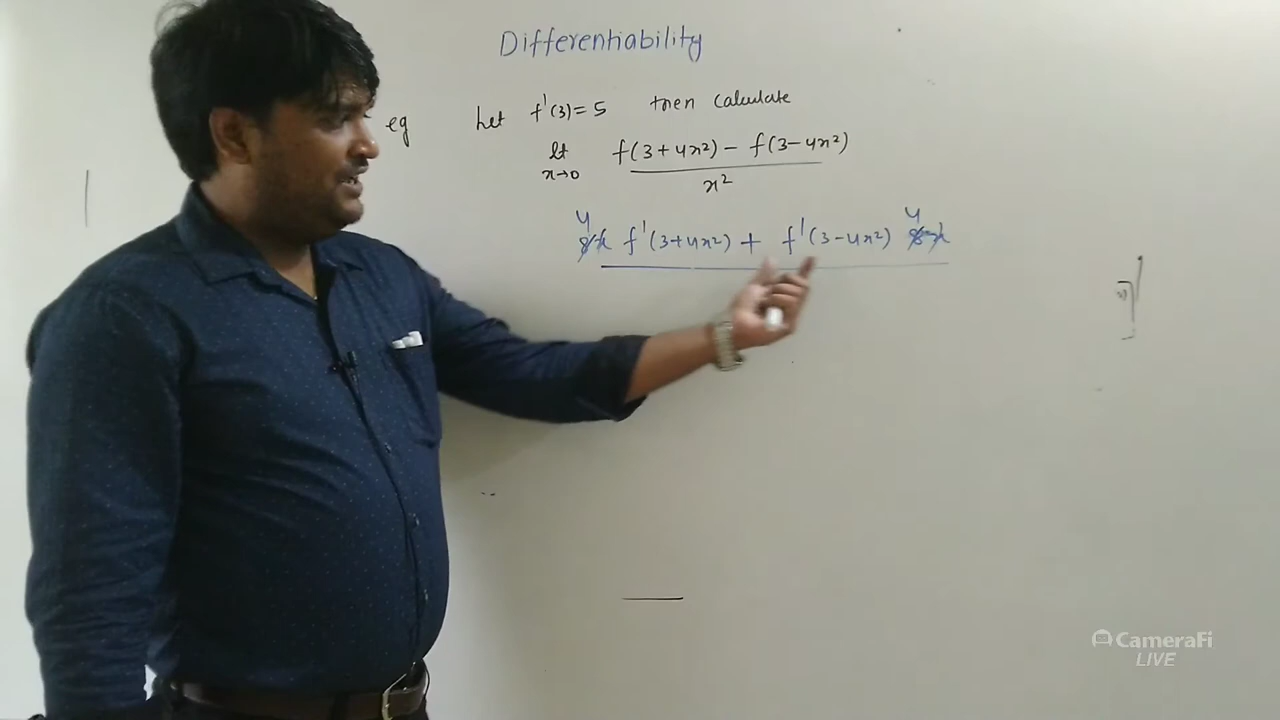 Differentiability
eg Let f'(3) = 5 then calculate
lt x→0 f(3+4x²) - f(3-4x²)
x²
4 4
f'(3+4x²) + f'(3-4x²)
CameraFi
LIVE